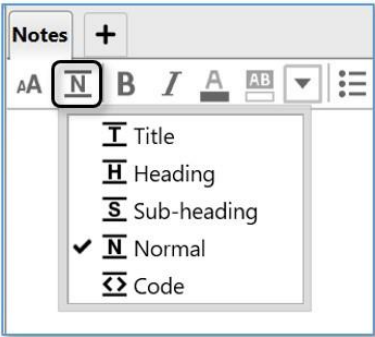 Notes +
AA N B I A AB
T Title
H Heading
S Sub-heading
N Normal
<> Code